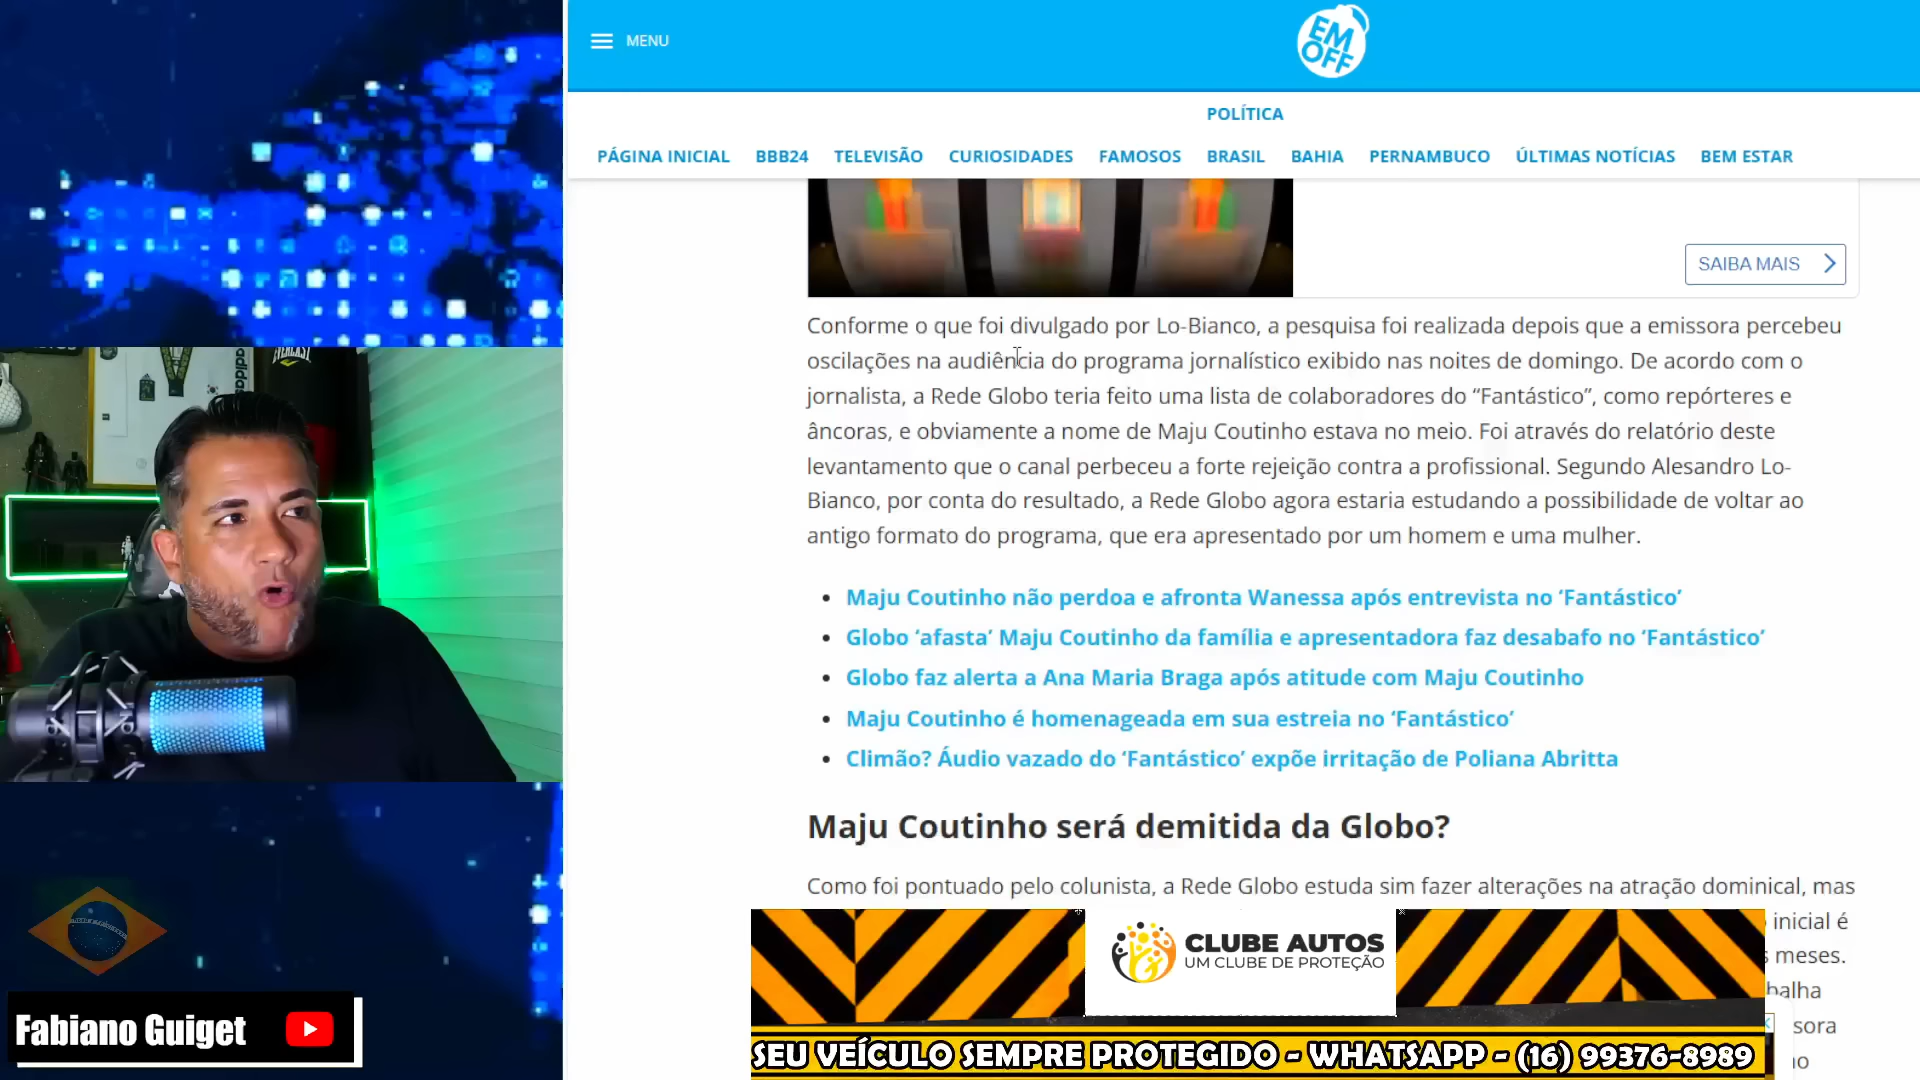 MENU
EM
OFF
POLÍTICA
PÁGINA INICIAL BBB24 TELEVISÃO CURIOSIDADES FAMOSOS BRASIL BAHIA PERNAMBUCO ÚLTIMAS NOTÍCIAS BEM ESTAR
SAIBA MAIS
Conforme o que foi divulgado por Lo-Bianco, a pesquisa foi realizada depois que a emissora percebeu
oscilações na audiência do programa jornalístico exibido nas noites de domingo. De acordo com o
jornalista, a Rede Globo teria feito uma lista de colaboradores do “Fantástico”, como repórteres e
âncoras, e obviamente a nome de Maju Coutinho estava no meio. Foi através do relatório deste
levantamento que o canal perbeceu a forte rejeição contra a profissional. Segundo Alesandro Lo-
Bianco, por conta do resultado, a Rede Globo agora estaria estudando a possibilidade de voltar ao
antigo formato do programa, que era apresentado por um homem e uma mulher.
Maju Coutinho não perdoa e afronta Wanessa após entrevista no ‘Fantástico’
Globo ‘afasta’ Maju Coutinho da família e apresentadora faz desabafo no ‘Fantástico’
Globo faz alerta a Ana Maria Braga após atitude com Maju Coutinho
Maju Coutinho é homenageada em sua estreia no ‘Fantástico’
Climão? Áudio vazado do ‘Fantástico’ expõe irritação de Poliana Abritta
Maju Coutinho será demitida da Globo?
Como foi pontuado pelo colunista, a Rede Globo estuda sim fazer alterações na atração dominical, mas
inicial é
meses.
CLUBE AUTOS
UM CLUBE DE PROTEÇÃO
SEU VEÍCULO SEMPRE PROTEGIDO - WHATSAPP - (16) 99376-8989
EVERLAST
adidas
Fabiano Guiget